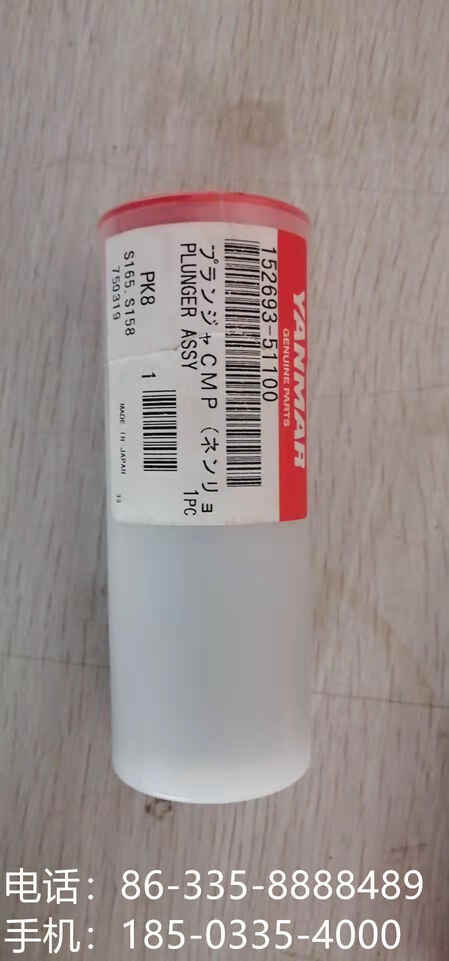 YANMAR
GENUINE PARTS
152693-51100
プランジャCMP (ネンリョ
PLUNGER ASSY
1PC
PK8
1
S165,S158
750319
MADE IN JAPAN
电话：86-335-8888489
手机：185-0335-4000